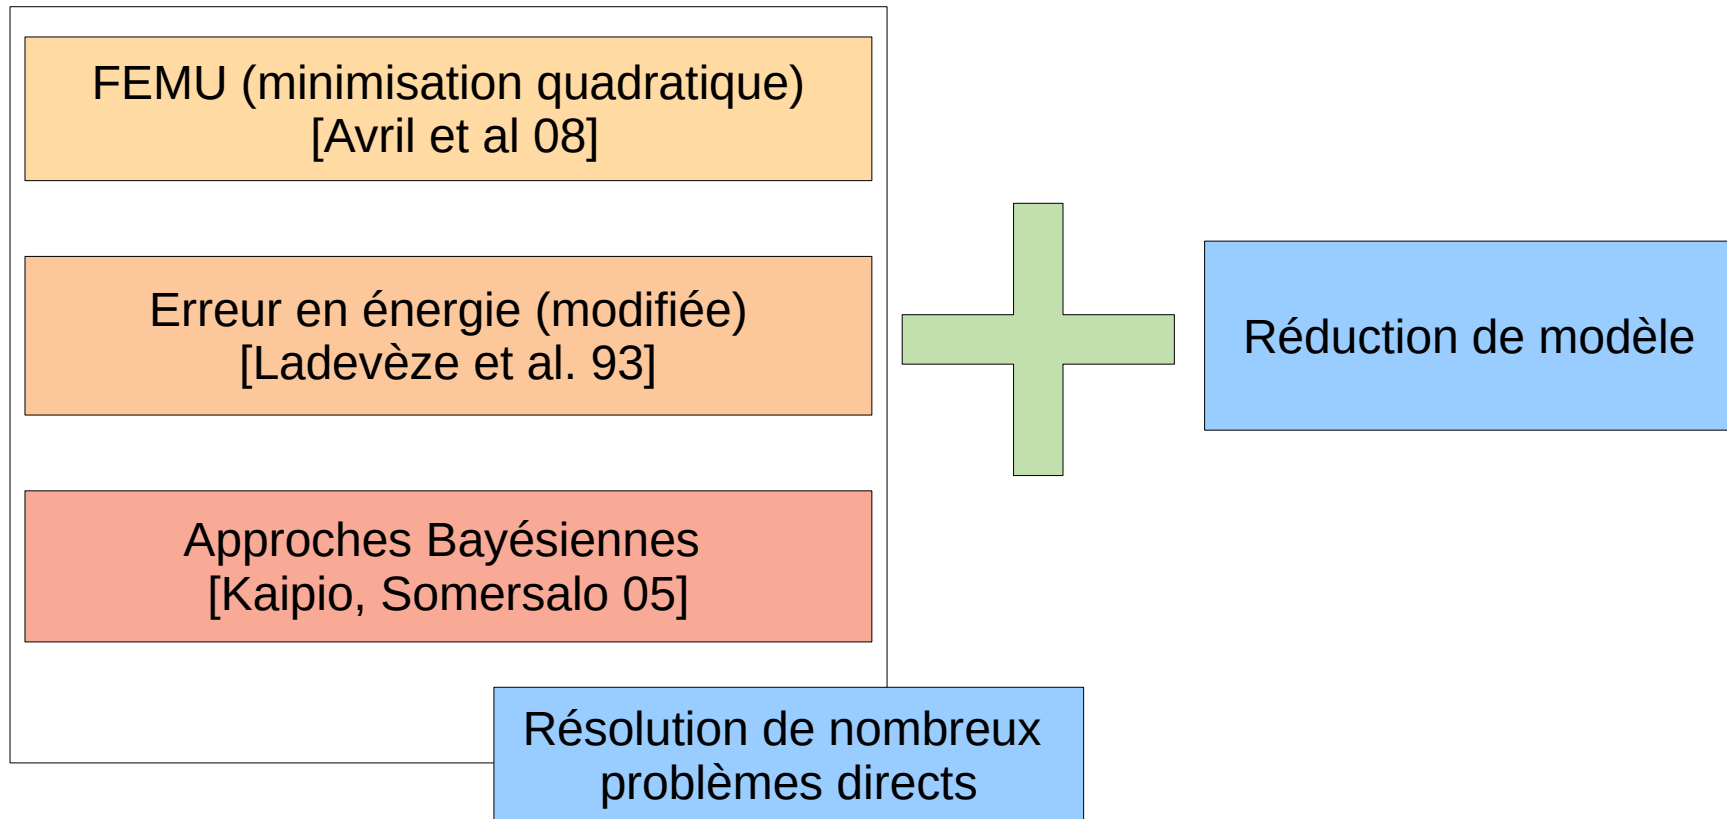 FEMU (minimisation quadratique)
[Avril et al 08]
Erreur en énergie (modifiée)
[Ladevèze et al. 93]
Approches Bayésiennes
[Kaipio, Somersalo 05]
Résolution de nombreux
problèmes directs
Réduction de modèle